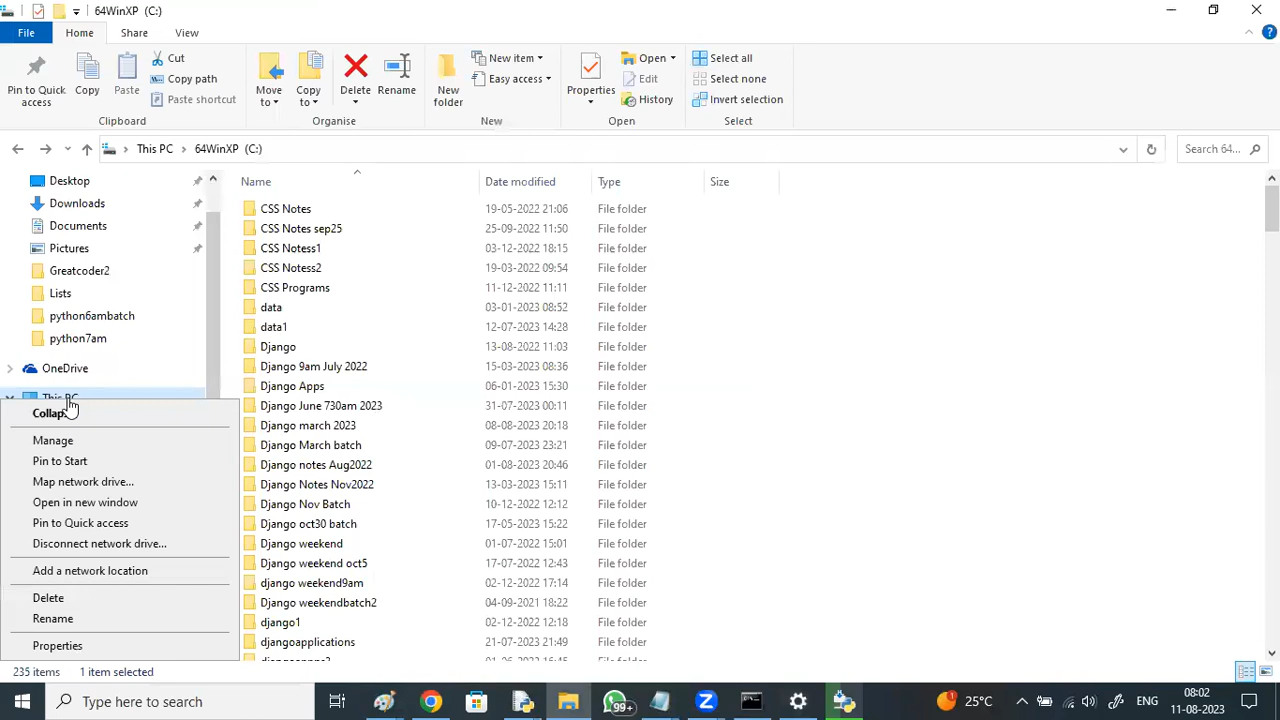 64WinXP (C:)
File Home Share View
Pin to Quick access
Copy
Paste
Cut
Copy path
Paste shortcut
Move to
Copy to
Delete
Rename
New folder
New item
Easy access
Properties
Open
Edit
History
Select all
Select none
Invert selection
Clipboard Organise New Open Select
This PC 64WinXP (C:) Search 64...
Desktop
Downloads
Documents
Pictures
Greatcoder2
Lists
python6ambatch
python7am
OneDrive
This PC
Collaps
Manage
Pin to Start
Map network drive...
Open in new window
Pin to Quick access
Disconnect network drive...
Add a network location
Delete
Rename
Properties
Name Date modified Type Size
CSS Notes 19-05-2022 21:06 File folder
CSS Notes sep25 25-09-2022 11:50 File folder
CSS Notess1 03-12-2022 18:15 File folder
CSS Notess2 19-03-2022 09:54 File folder
CSS Programs 11-12-2022 11:11 File folder
data 03-01-2023 08:52 File folder
data1 12-07-2023 14:28 File folder
Django 13-08-2022 11:03 File folder
Django 9am July 2022 15-03-2022 08:36 File folder
Django Apps 06-03-2022 15:30 File folder
Django June 730am 2023 31-07-2023 00:11 File folder
Django march 2023 08-08-2023 20:18 File folder
Django March batch 09-07-2023 23:21 File folder
Django notes Aug2022 01-08-2023 20:46 File folder
Django Notes Nov2022 13-03-2022 15:11 File folder
Django Nov Batch 10-12-2022 12:12 File folder
Django oct30 batch 17-05-2023 15:22 File folder
Django weekend 01-07-2022 15:01 File folder
Django weekend oct5 17-07-2022 12:43 File folder
django weekend9am 02-12-2022 17:14 File folder
Django weekendbatch2 04-09-2021 18:22 File folder
django1 02-12-2022 12:18 File folder
djangoapplications 21-07-2023 21:49 File folder
235 items 1 item selected
Type here to search
99+
1
25°C
ENG
08:02
11-08-2023